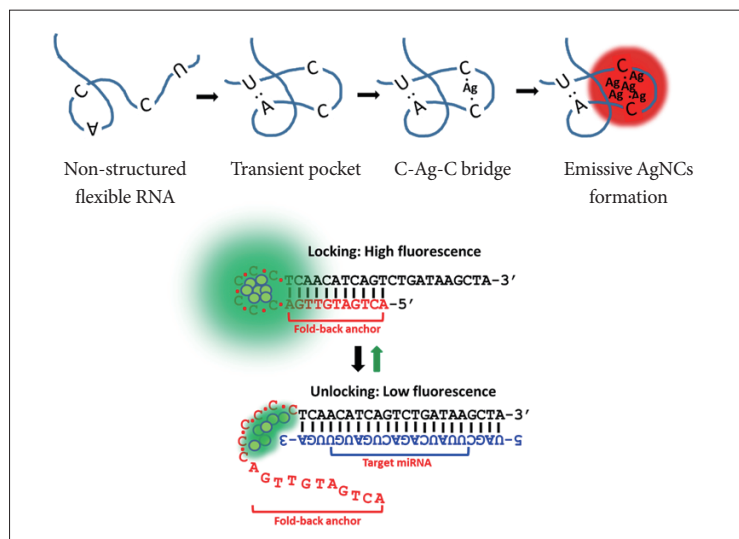 C A C U
U C A C
U C Ag A C
U C Ag Ag Ag Ag Ag A C
Non-structured
flexible RNA
Transient pocket
C-Ag-C bridge
Emissive AgNCs
formation
Locking: High fluorescence
C C C C C C TCAACATCAGTCTGATAAGCTA-3′
AGTTGTAGTCA-5′
Fold-back anchor
Unlocking: Low fluorescence
C C C C C C TCAACATCAGTCTGATAAGCTA-3′
5-UAGCUUAUCAGACUGAUGUUGA-3
Target miRNA
AGTTGTAGTCA
Fold-back anchor